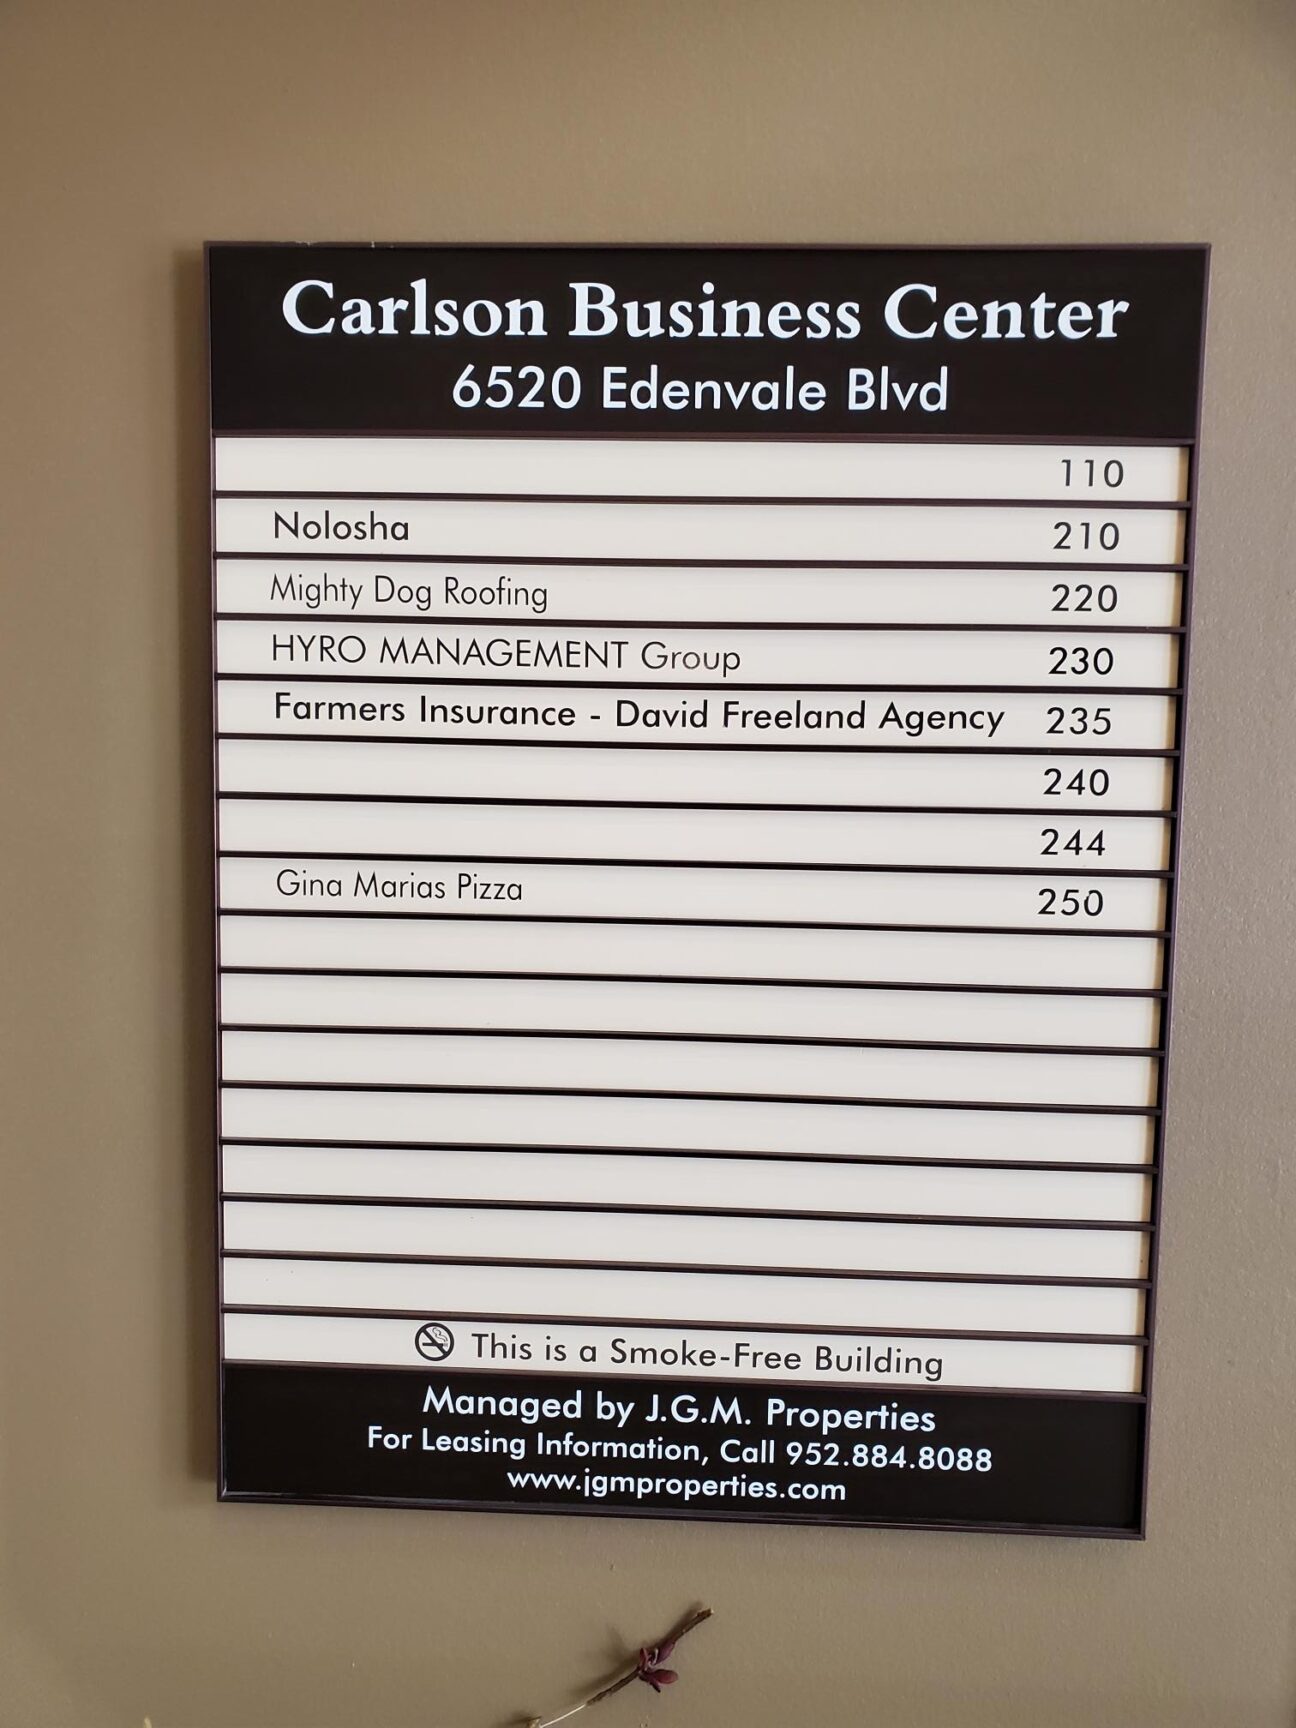 Carlson Business Center
6520 Edenvale Blvd
110
Nolosha 210
Mighty Dog Roofing 220
HYRO MANAGEMENT Group 230
Farmers Insurance - David Freeland Agency 235
240
244
Gina Marias Pizza 250
This is a Smoke-Free Building
Managed by J.G.M. Properties
For Leasing Information, Call 952.884.8088
www.jgmproperties.com